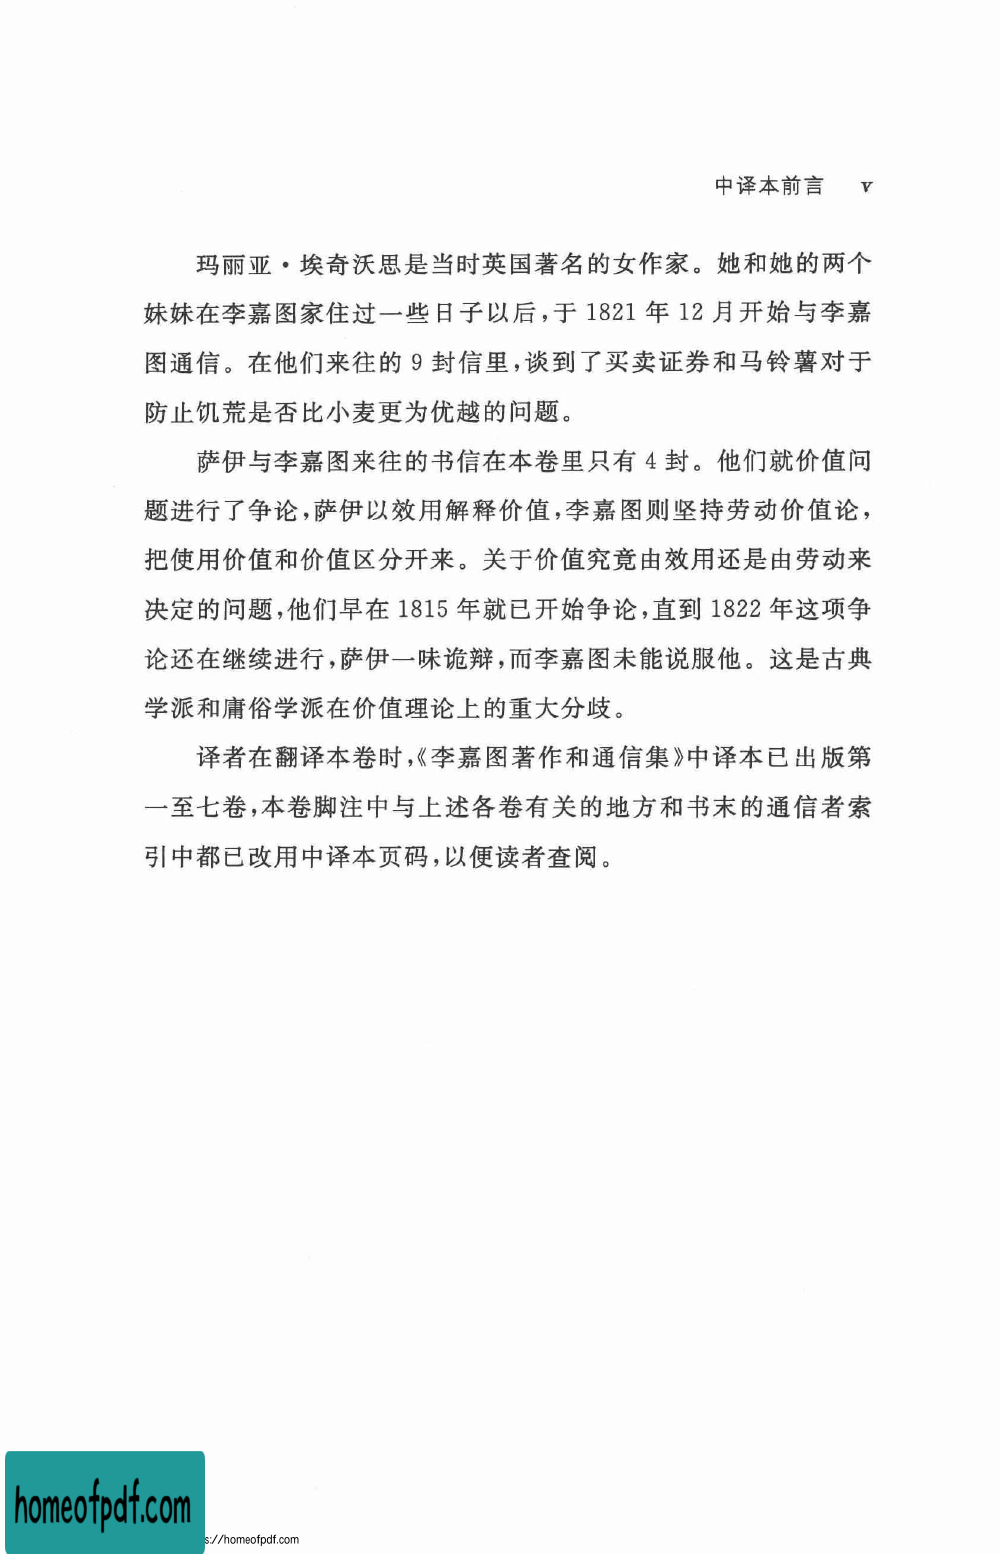 中译本前言 v
玛丽亚·埃奇沃思是当时英国著名的女作家。她和她的两个
妹妹在李嘉图家住过一些日子以后,于 1821 年 12 月开始与李嘉
图通信。在他们来往的 9 封信里,谈到了买卖证券和马铃薯对于
防止饥荒是否比小麦更为优越的问题。
萨伊与李嘉图来往的书信在本卷里只有 4 封。他们就价值问
题进行了争论,萨伊以效用解释价值,李嘉图则坚持劳动价值论,
把使用价值和价值区分开来。关于价值究竟由效用还是由劳动来
决定的问题,他们早在 1815 年就已开始争论,直到 1822 年这项争
论还在继续进行,萨伊一味诡辩,而李嘉图未能说服他。这是古典
学派和庸俗学派在价值理论上的重大分歧。
译者在翻译本卷时,《李嘉图著作和通信集》中译本已出版第
一至七卷,本卷脚注中与上述各卷有关的地方和书末的通信者索
引中都已改用中译本页码,以便读者查阅。
homeofpdf.com
s://homeofpdf.com